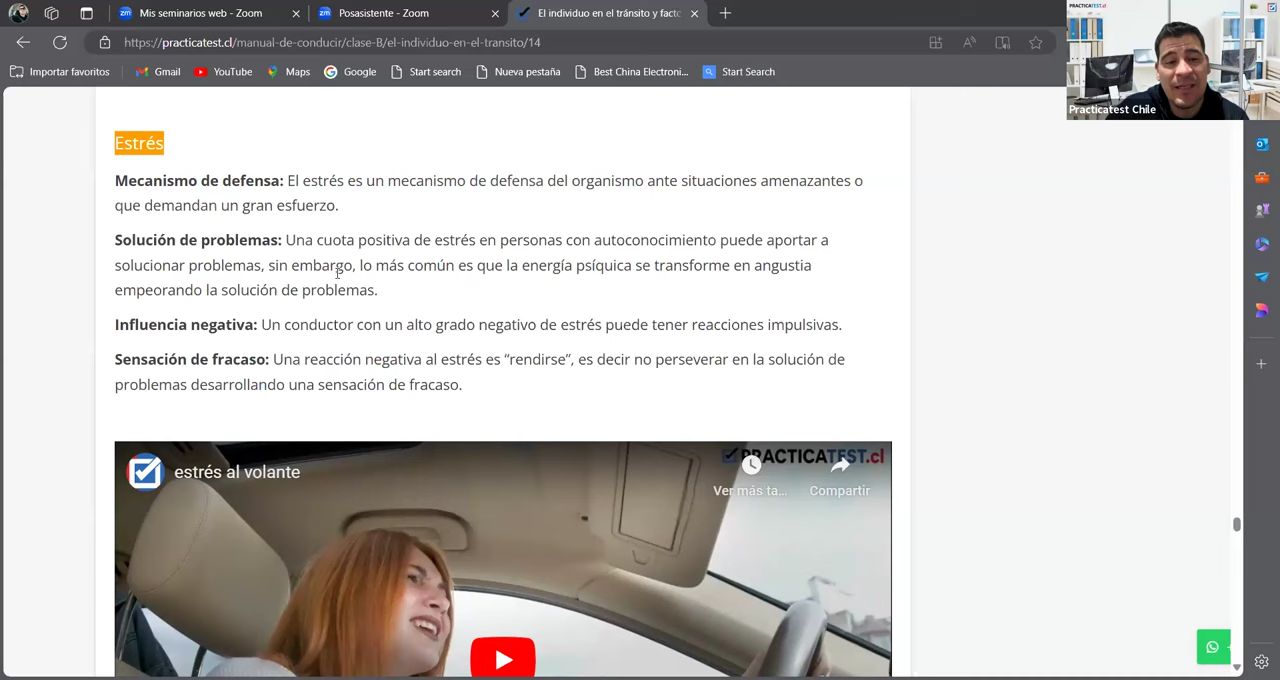 Mis seminarios web - Zoom
Posasistente - Zoom
El individuo en el tránsito y facto
https://practicatest.cl/manual-de-conducir/clase-B/el-individuo-en-el-transito/14
Importar favoritos
Gmail
YouTube
Maps
Google
Start search
Nueva pestaña
Best China Electroni...
Start Search
PRACTICATEST.cl
Practicatest Chile
Estrés
Mecanismo de defensa: El estrés es un mecanismo de defensa del organismo ante situaciones amenazantes o
que demandan un gran esfuerzo.
Solución de problemas: Una cuota positiva de estrés en personas con autoconocimiento puede aportar a
solucionar problemas, sin embargo, lo más común es que la energía psíquica se transforme en angustia
empeorando la solución de problemas.
Influencia negativa: Un conductor con un alto grado negativo de estrés puede tener reacciones impulsivas.
Sensación de fracaso: Una reacción negativa al estrés es “rendirse”, es decir no perseverar en la solución de
problemas desarrollando una sensación de fracaso.
estrés al volante
PRACTICATEST.cl
Ver más ta...
Compartir